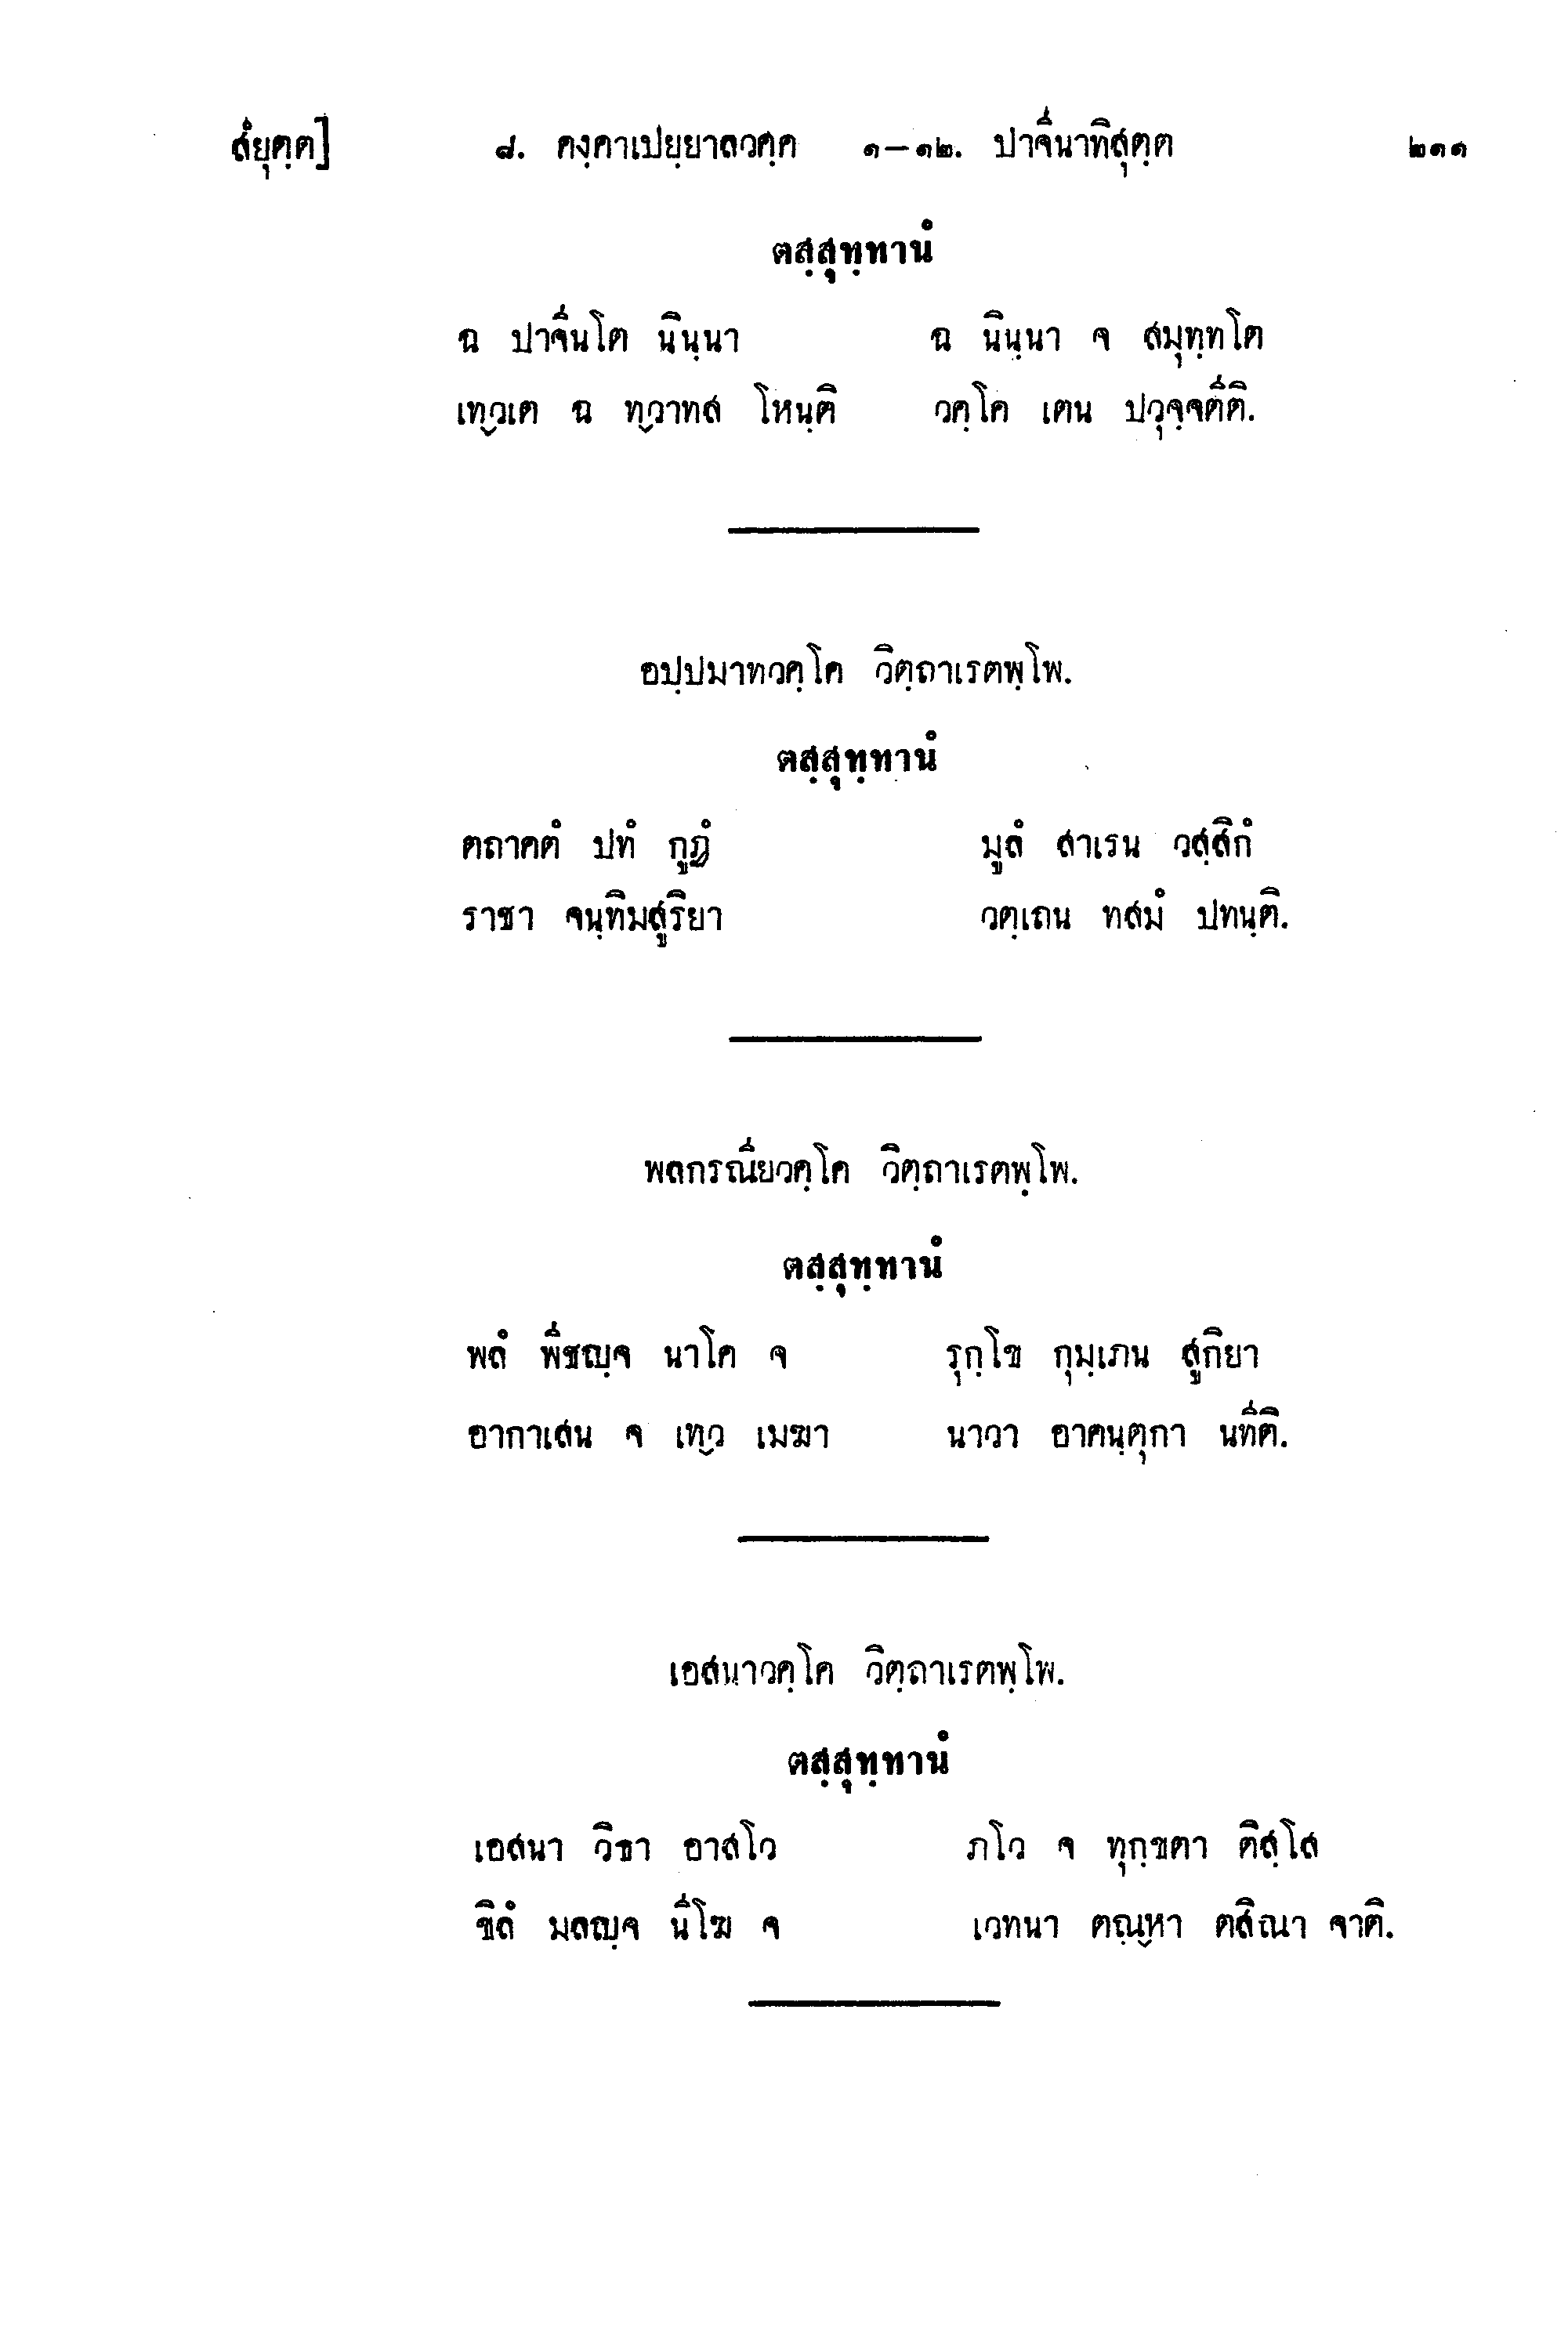 สํยุตฺต] ๘. คงฺคาเปยฺยาลวคฺค ๑–๑๒. ปาจีนาทิสุตฺต ๒๑๑
ตสฺสุทฺทานํ
ฉ ปาจีนโต นินฺนา ฉ นินฺนา จ สมุทฺทโต
เทฺวเต ฉ ทฺวาทส โหนฺติ วคฺโค เตน ปวุจฺจตีติ.
อปฺปมาทวคฺโค วิตฺถาเรตพฺโพ.
ตสฺสุทฺทานํ
ตถาคตํ ปทํ กูฏํ มูลํ สาเรน วสฺสิกํ
ราชา จนฺทิมสูริยา วตฺเถน ทสมํ ปทนฺติ.
พลกรณียวคฺโค วิตฺถาเรตพฺโพ.
ตสฺสุทฺทานํ
พลํ พีชญฺจ นาโค จ รุกฺโข กุมฺเภน สูกิยา
อากาเสน จ เทฺว เมฆา นาวา อาคนฺตุกา นทีติ.
เอสนาวคฺโค วิตฺถาเรตพฺโพ.
ตสฺสุทฺทานํ
เอสนา วิธา อาสโว ภโว จ ทุกฺขตา ติสฺโส
ขิลํ มลญฺจ นีโฆ จ เวทนา ตณฺหา ตสิณา จาติ.